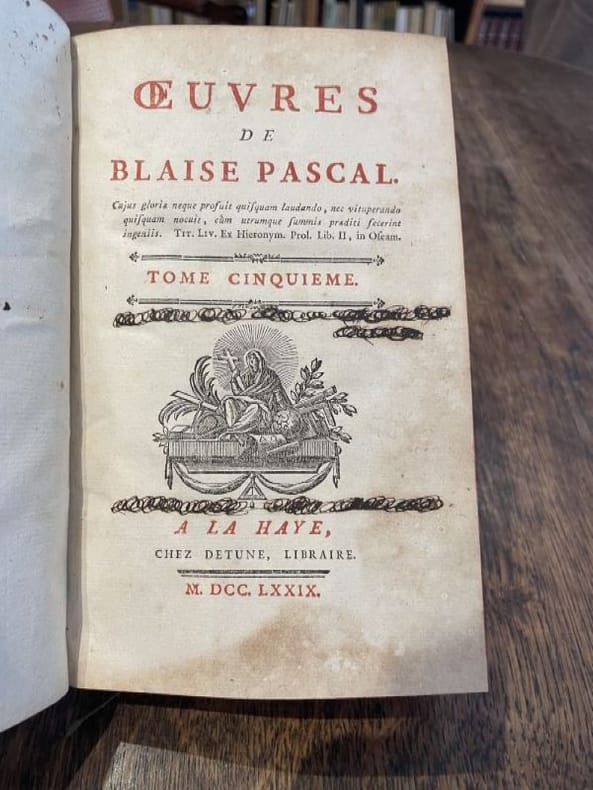 ŒUVRES
DE
BLAISE PASCAL.
Cujus gloriæ neque profuit quiſquam laudando, nec vituperando
quiſquam nocuit, cùm utrumque ſummis præditi fecerint
ingeniis. TIT. LIV. Ex Hieronym. Prol. Lib. II, in Oſeam.
TOME CINQUIEME.
A LA HAYE,
CHEZ DETUNE, LIBRAIRE.
M. DCC. LXXIX.